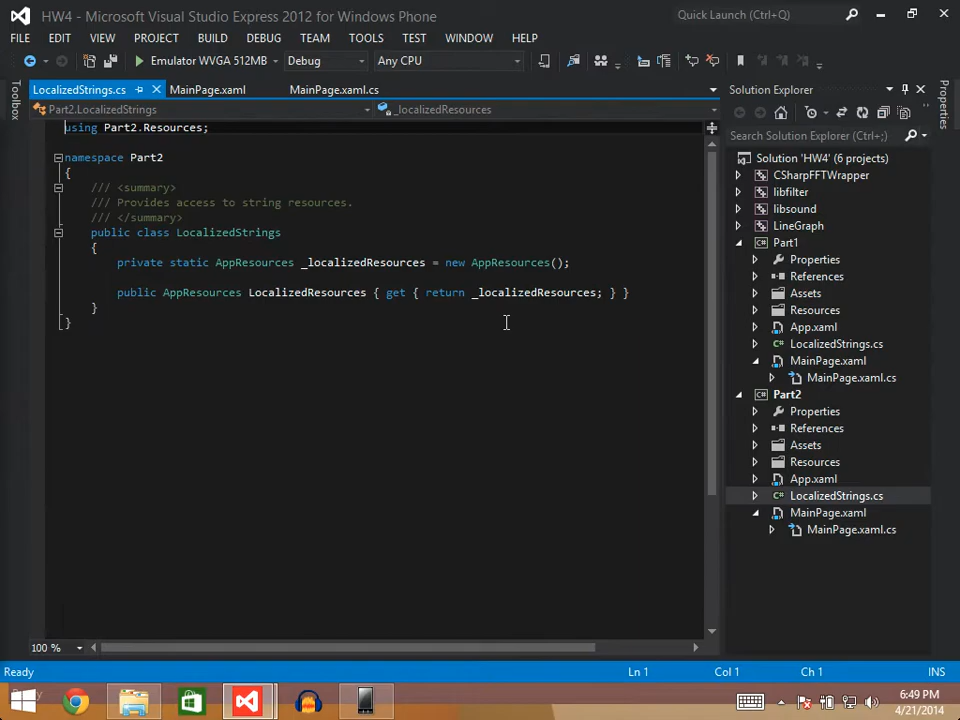 HW4 - Microsoft Visual Studio Express 2012 for Windows Phone
Quick Launch (Ctrl+Q)
FILE EDIT VIEW PROJECT BUILD DEBUG TEAM TOOLS TEST WINDOW HELP
Emulator WVGA 512MB Debug Any CPU
LocalizedStrings.cs MainPage.xaml MainPage.xaml.cs
Part2.LocalizedStrings _localizedResources
Toolbox
using Part2.Resources;
namespace Part2
{
/// <summary>
/// Provides access to string resources.
/// </summary>
public class LocalizedStrings
{
private static AppResources _localizedResources = new AppResources();
public AppResources LocalizedResources { get { return _localizedResources; } }
}
}
100 %
Solution Explorer
Search Solution Explorer (Ctrl+;)
Solution 'HW4' (6 projects)
CSharpFFTWrapper
libfilter
libsound
LineGraph
Part1
Properties
References
Assets
Resources
App.xaml
LocalizedStrings.cs
MainPage.xaml
MainPage.xaml.cs
Part2
Properties
References
Assets
Resources
App.xaml
LocalizedStrings.cs
MainPage.xaml
MainPage.xaml.cs
Properties
Ready Ln 1 Col 1 Ch 1 INS
6:49 PM
4/21/2014